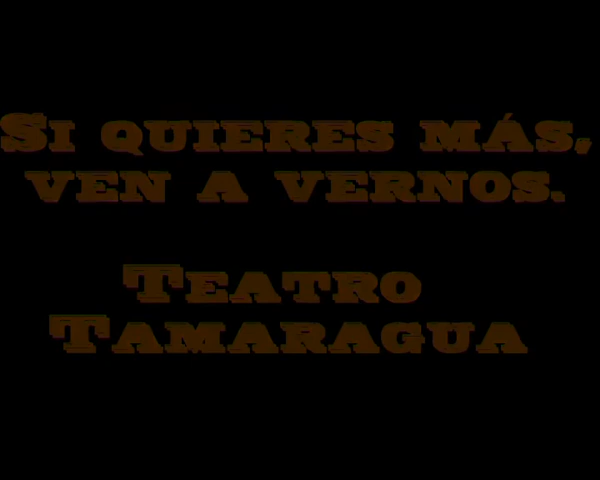 Si quieres más,
ven a vernos.
Teatro
Tamaragua